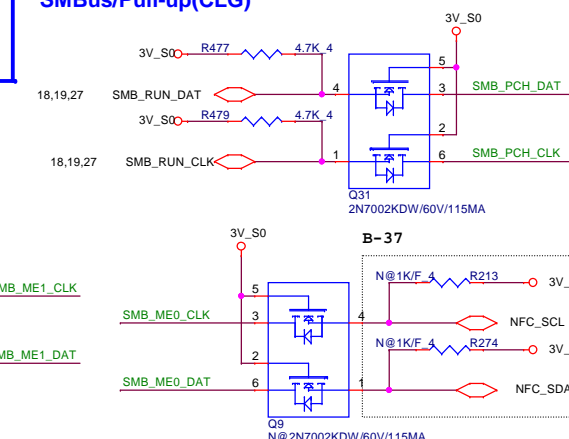 SMBus/Pull-up(CLG)
3V_S0
3V_S0 R477 4.7K_4
5
18,19,27 SMB_RUN_DAT 4 3 SMB_PCH_DAT
3V_S0 R479 4.7K_4
2
18,19,27 SMB_RUN_CLK 1 6 SMB_PCH_CLK
Q31
2N7002KDW/60V/115MA
3V_S0
B-37
N@1K/F_4 R213 3V_
MB_ME1_CLK
5
SMB_ME0_CLK 3 4 NFC_SCL
N@1K/F_4 R274 3V_
MB_ME1_DAT
2
SMB_ME0_DAT 6 1 NFC_SDA
Q9
N@2N7002KDW/60V/115MA